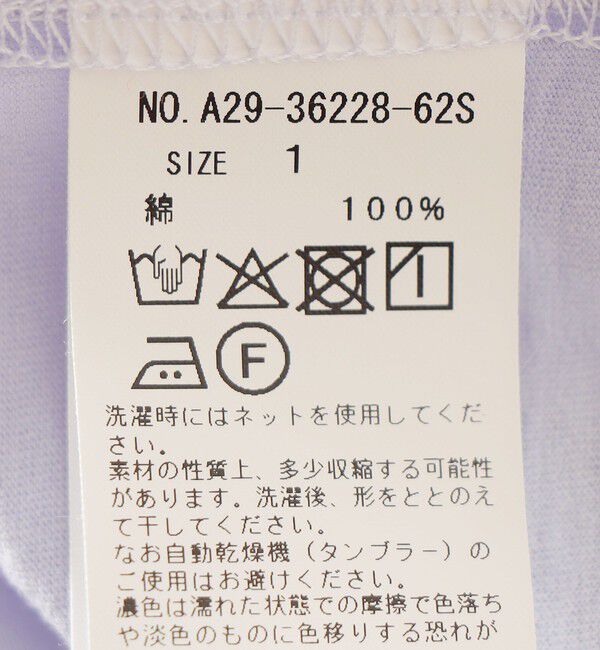 NO. A29-36228-62S
SIZE 1
綿 100%
F
洗濯時にはネットを使用してくだ
さい。
素材の性質上、多少収縮する可能性
があります。洗濯後、形をととのえ
て干してください。
なお自動乾燥機(タンブラー)の
ご使用はお避けください。
濃色は濡れた状態での摩擦で色落ち
や淡色のものに色移りする恐れが